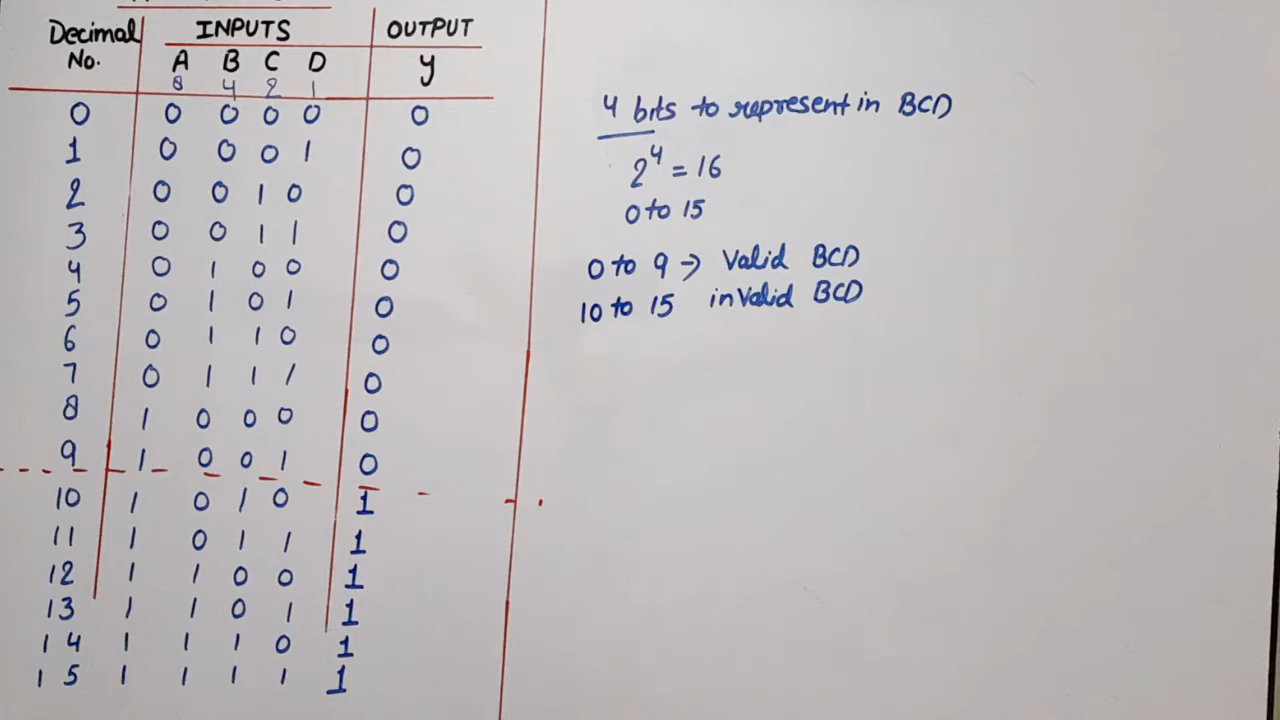 Decimal No. INPUTS OUTPUT
A B C D y
8 4 2 1
0 0 0 0 0 0
1 0 0 0 1 0
2 0 0 1 0 0
3 0 0 1 1 0
4 0 1 0 0 0
5 0 1 0 1 0
6 0 1 1 0 0
7 0 1 1 1 0
8 1 0 0 0 0
9 1 0 0 1 0
10 1 0 1 0 1
11 1 0 1 1 1
12 1 1 0 0 1
13 1 1 0 1 1
14 1 1 1 0 1
15 1 1 1 1 1
4 bits to represent in BCD
2⁴ = 16
0 to 15
0 to 9 → Valid BCD
10 to 15 inValid BCD